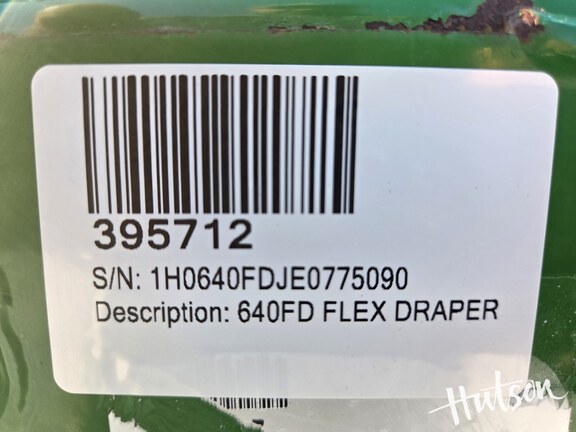 395712
S/N: 1H0640FDJE0775090
Description: 640FD FLEX DRAPER
Hutson